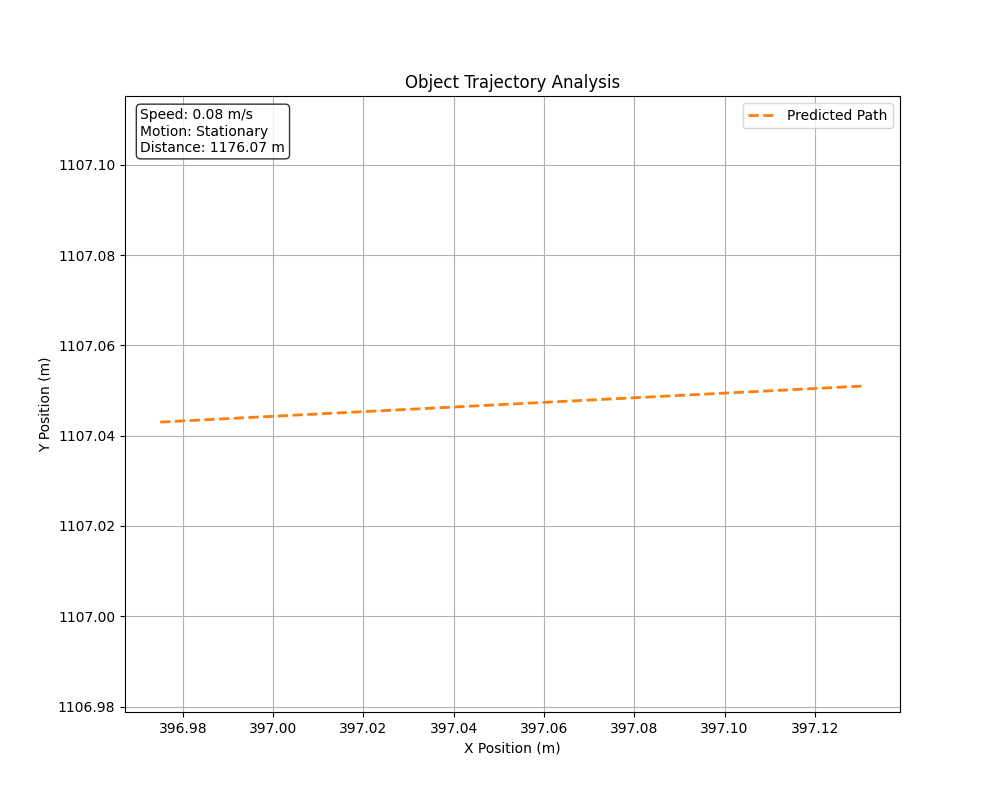 Object Trajectory Analysis
Speed: 0.08 m/s
Motion: Stationary
Distance: 1176.07 m
Predicted Path
1107.10
1107.08
1107.06
1107.04
1107.02
1107.00
1106.98
Y Position (m)
396.98 397.00 397.02 397.04 397.06 397.08 397.10 397.12
X Position (m)